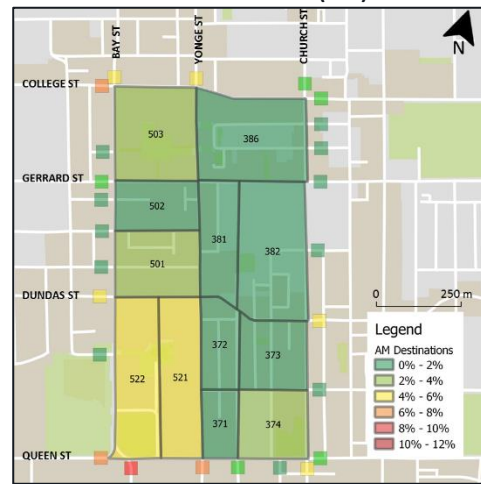 BAY ST
YONGE ST
CHURCH ST
N
COLLEGE ST
503
386
GERRARD ST
502
381
382
501
DUNDAS ST
0 250 m
372
373
522
521
371
374
QUEEN ST
Legend
AM Destinations
0% - 2%
2% - 4%
4% - 6%
6% - 8%
8% - 10%
10% - 12%